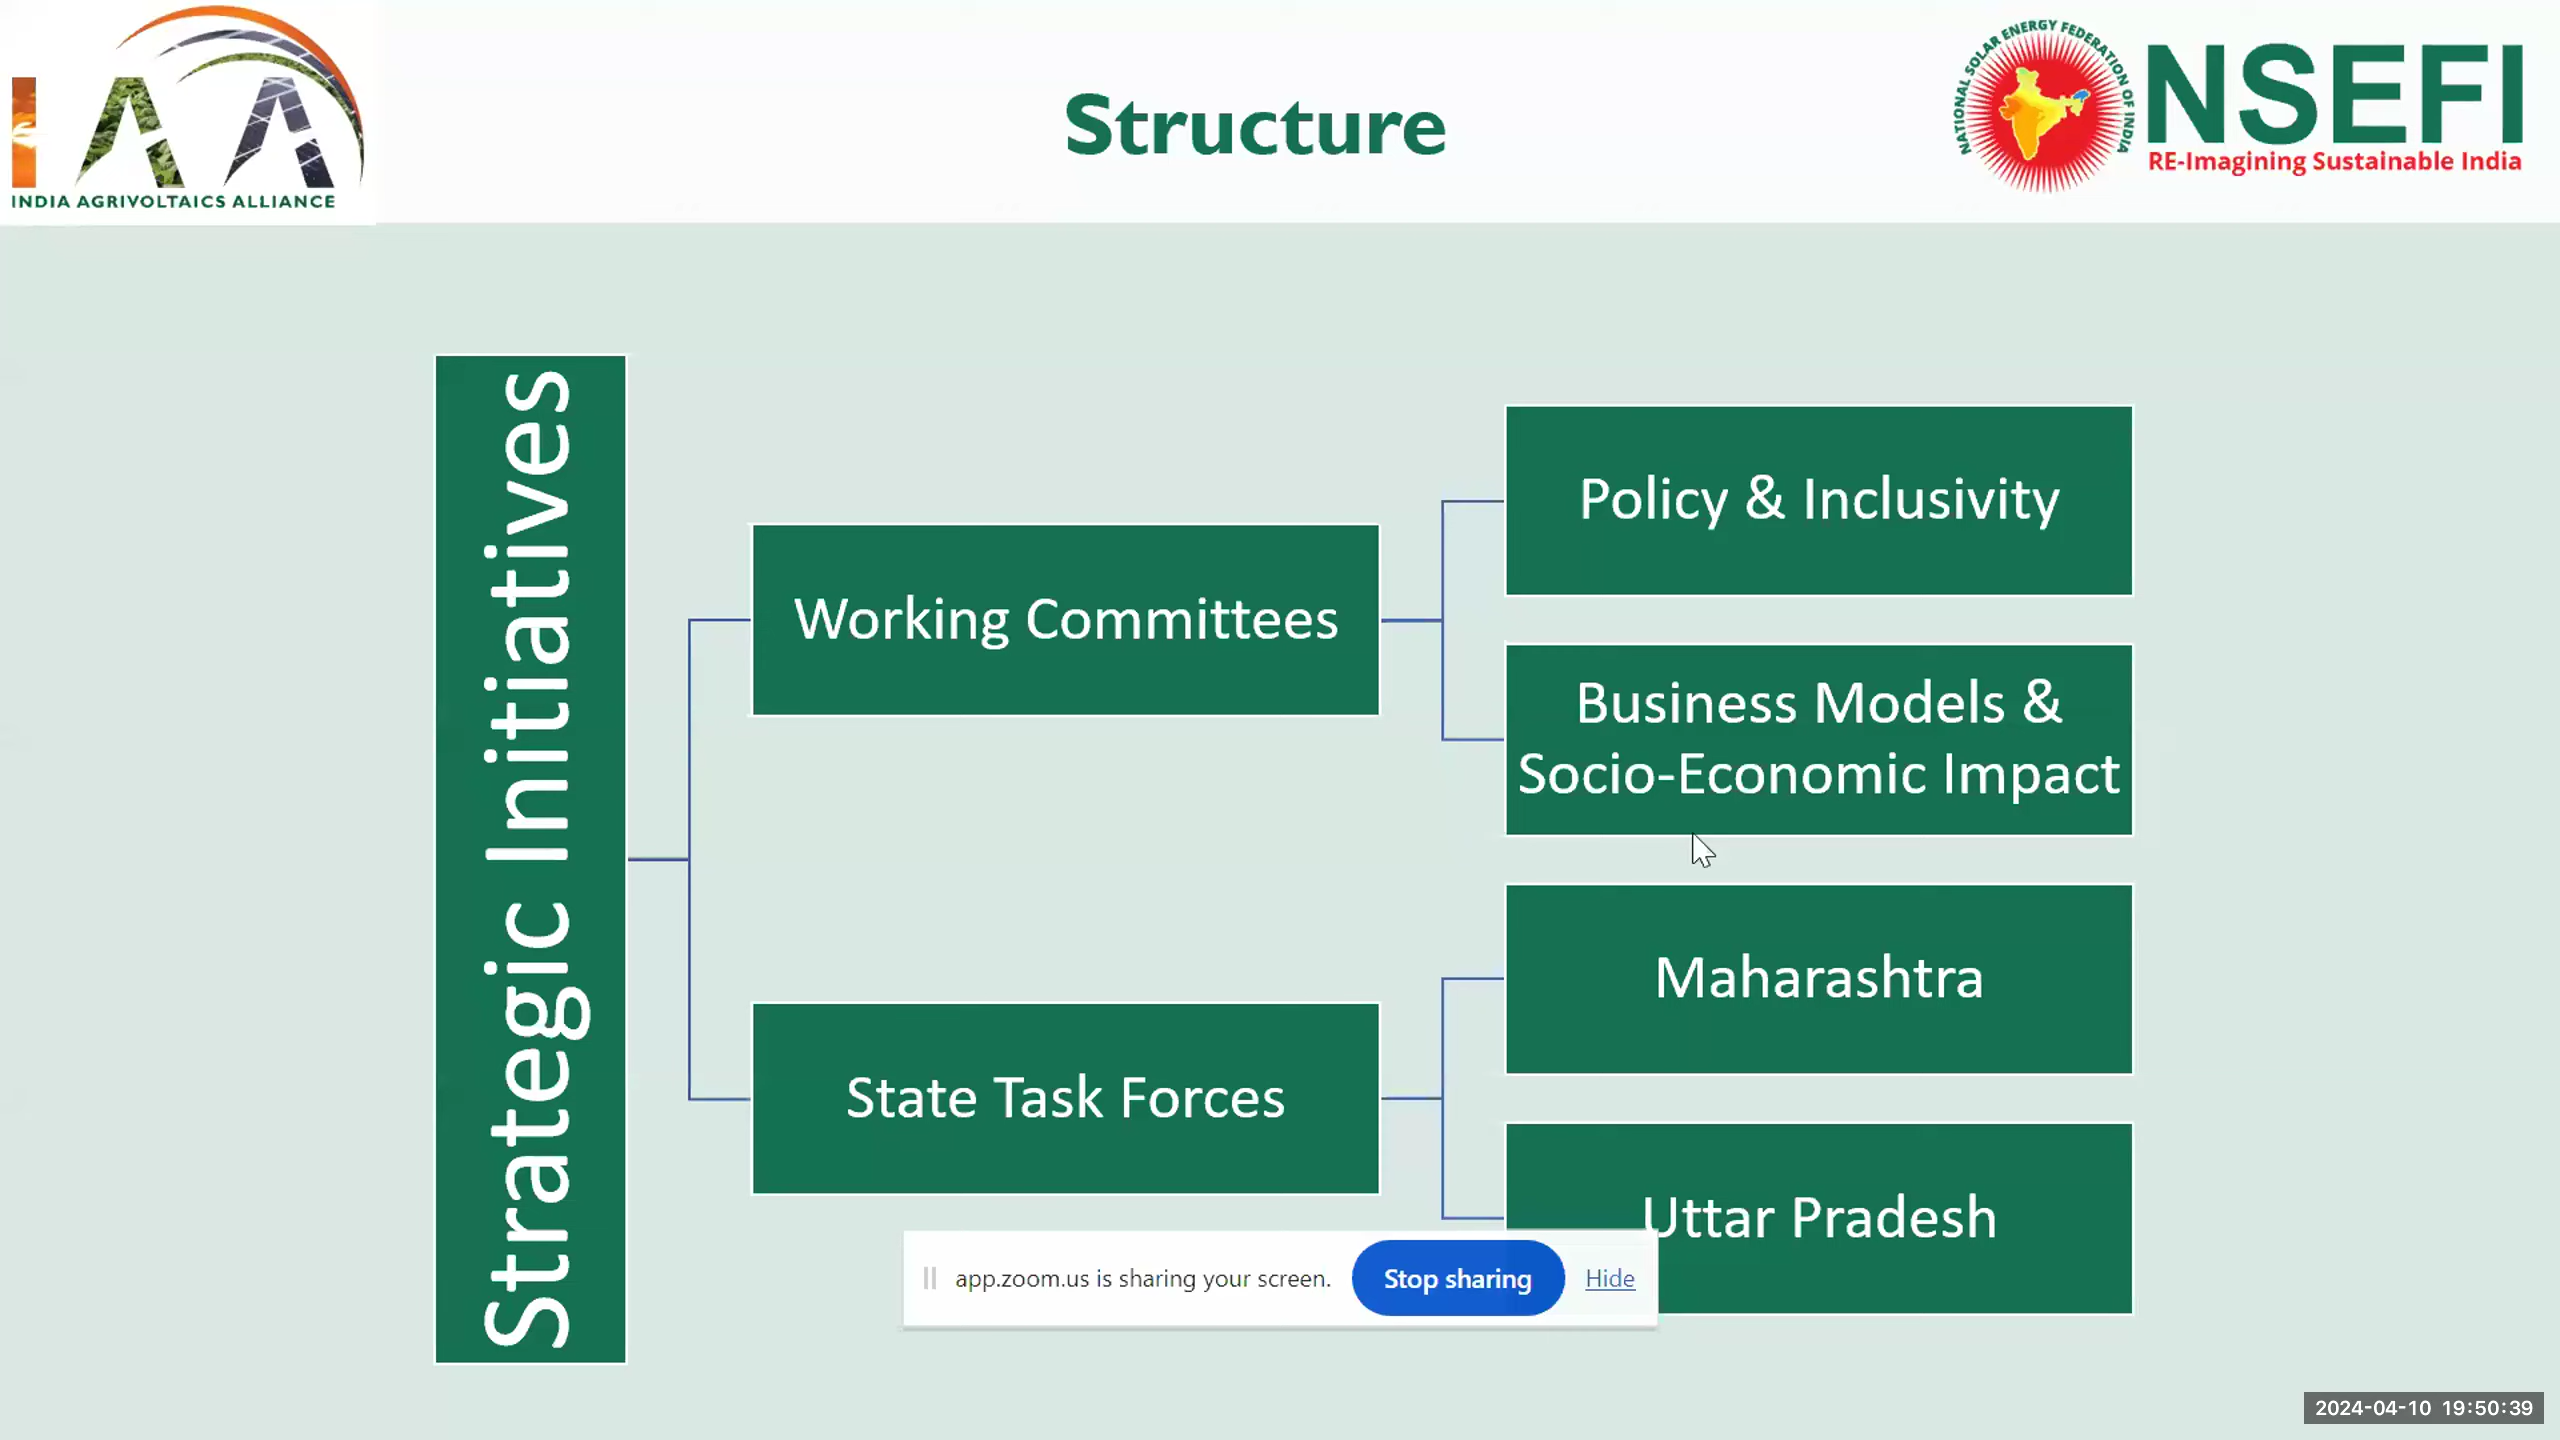 IAA
INDIA AGRIVOLTAICS ALLIANCE
Structure
NATIONAL SOLAR ENERGY FEDERATION OF INDIA
NSEFI
RE-Imagining Sustainable India
Strategic Initiatives
Working Committees
Policy & Inclusivity
Business Models &
Socio-Economic Impact
State Task Forces
Maharashtra
Uttar Pradesh
app.zoom.us is sharing your screen.
Stop sharing
Hide
2024-04-10 19:50:39